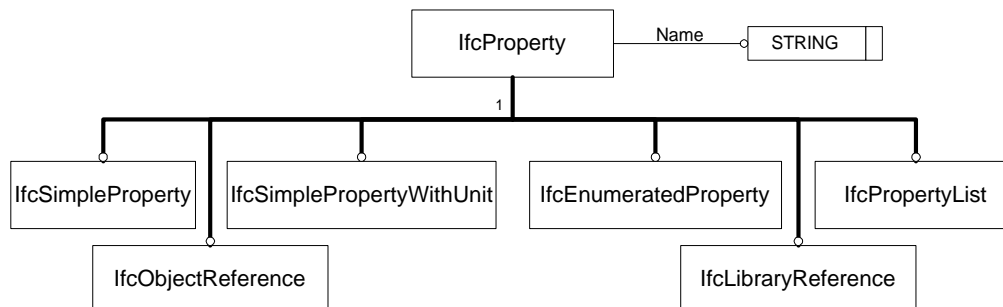 IfcProperty
Name
STRING
1
IfcSimpleProperty
IfcSimplePropertyWithUnit
IfcEnumeratedProperty
IfcPropertyList
IfcObjectReference
IfcLibraryReference